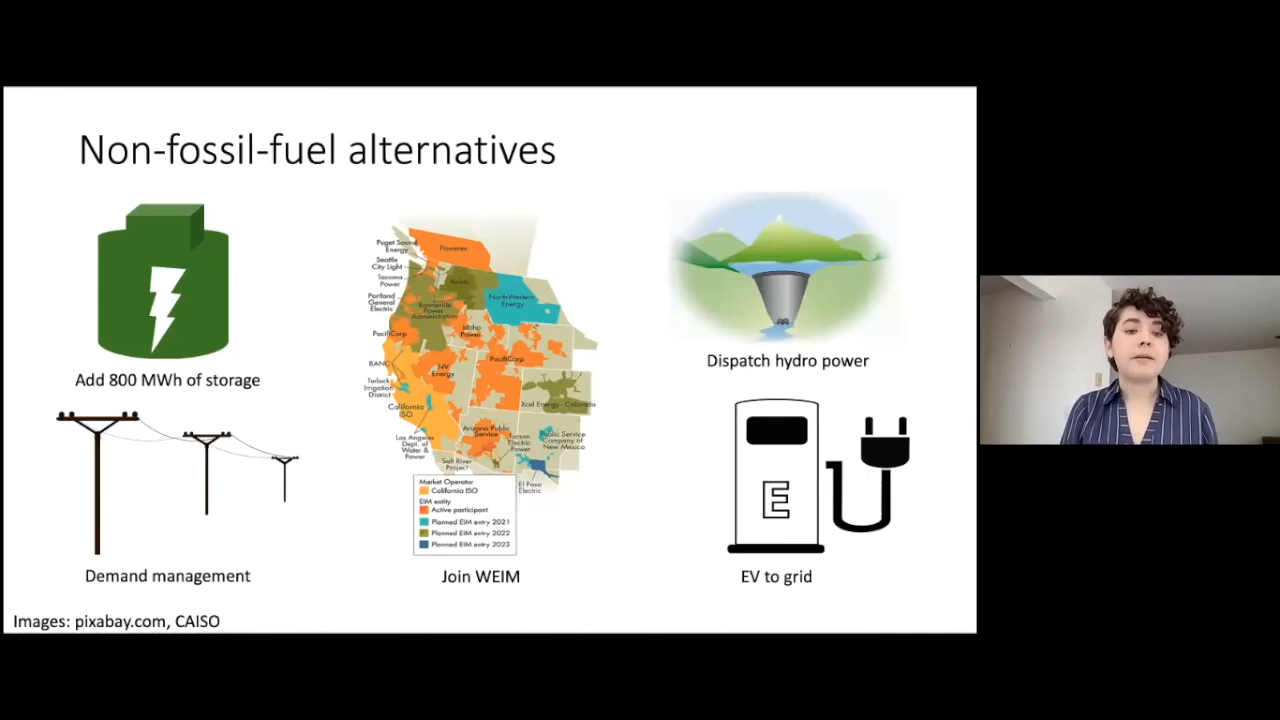 Non-fossil-fuel alternatives
Add 800 MWh of storage
Demand management
Puget Sound
Energy
Seattle
City Light
Tacoma
Power
Portland
General
Electric
PacifiCorp
BANC
Turlock
Irrigation
District
California
ISO
Los Angeles
Dept. of
Water &
Power
Powerex
Avista
Bonneville
Power
Administration
NorthWestern
Energy
Idaho
Power
PacifiCorp
NV
Energy
Xcel Energy - Colorado
Arizona Public
Service
Tucson
Electric
Power
Public Service
Company of
New Mexico
Salt River
Project
El Paso
Electric
Market Operator
California ISO
EIM entity
Active participant
Planned EIM entry 2021
Planned EIM entry 2022
Planned EIM entry 2023
Join WEIM
Dispatch hydro power
E
EV to grid
Images: pixabay.com, CAISO